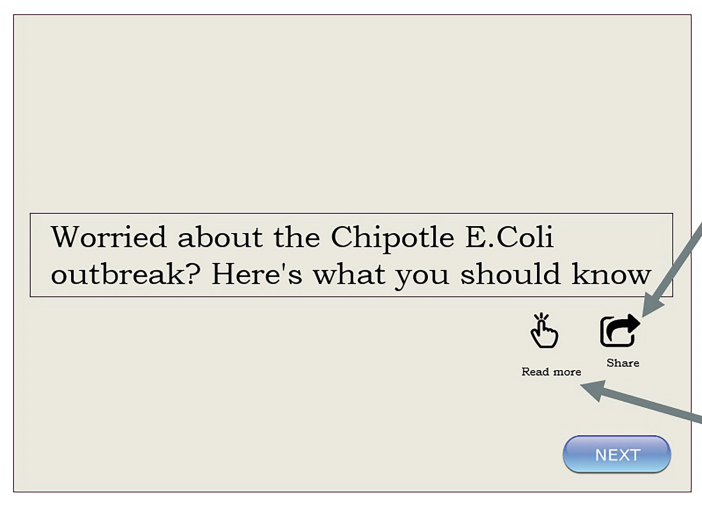 Worried about the Chipotle E.Coli
outbreak? Here's what you should know
Read more
Share
NEXT